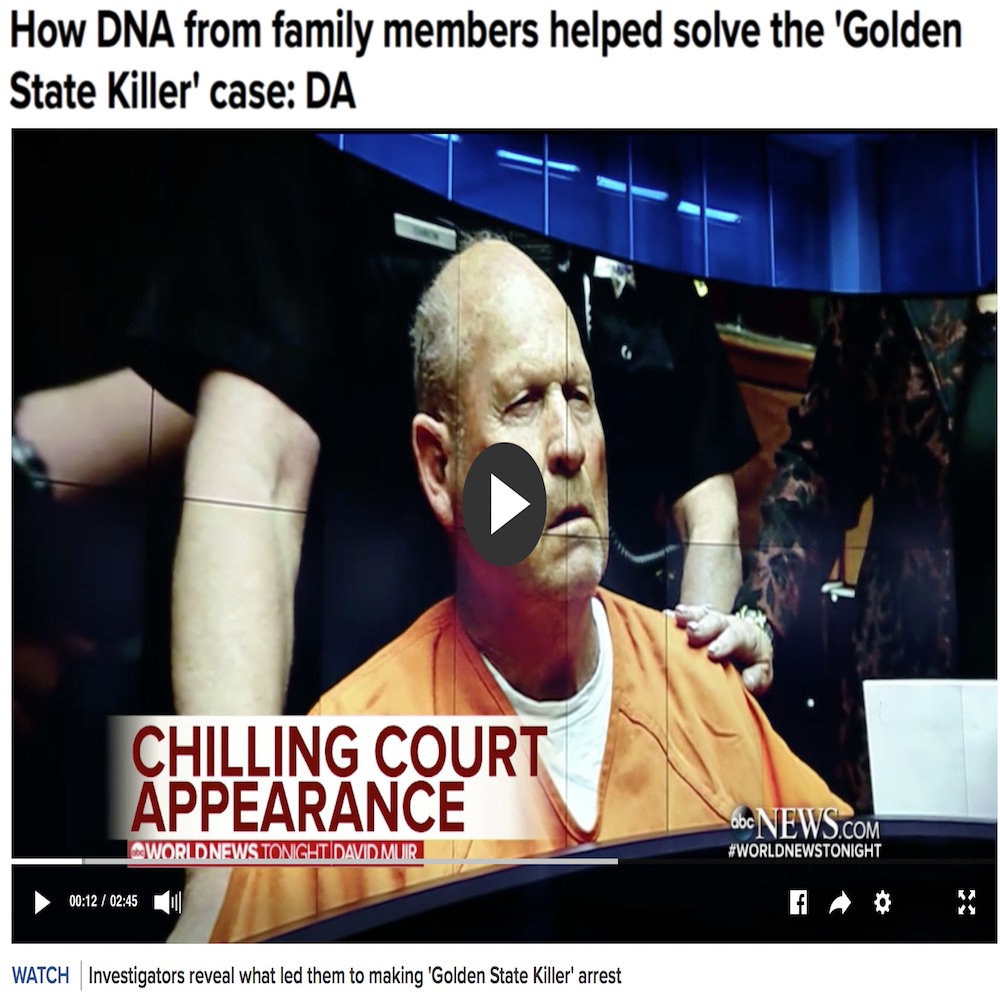 How DNA from family members helped solve the 'Golden
State Killer' case: DA
CHILLING COURT
APPEARANCE
abc WORLD NEWS TONIGHT DAVID MUIR
abc NEWS.COM
#WORLDNEWSTONIGHT
00:12 / 02:45
WATCH | Investigators reveal what led them to making 'Golden State Killer' arrest